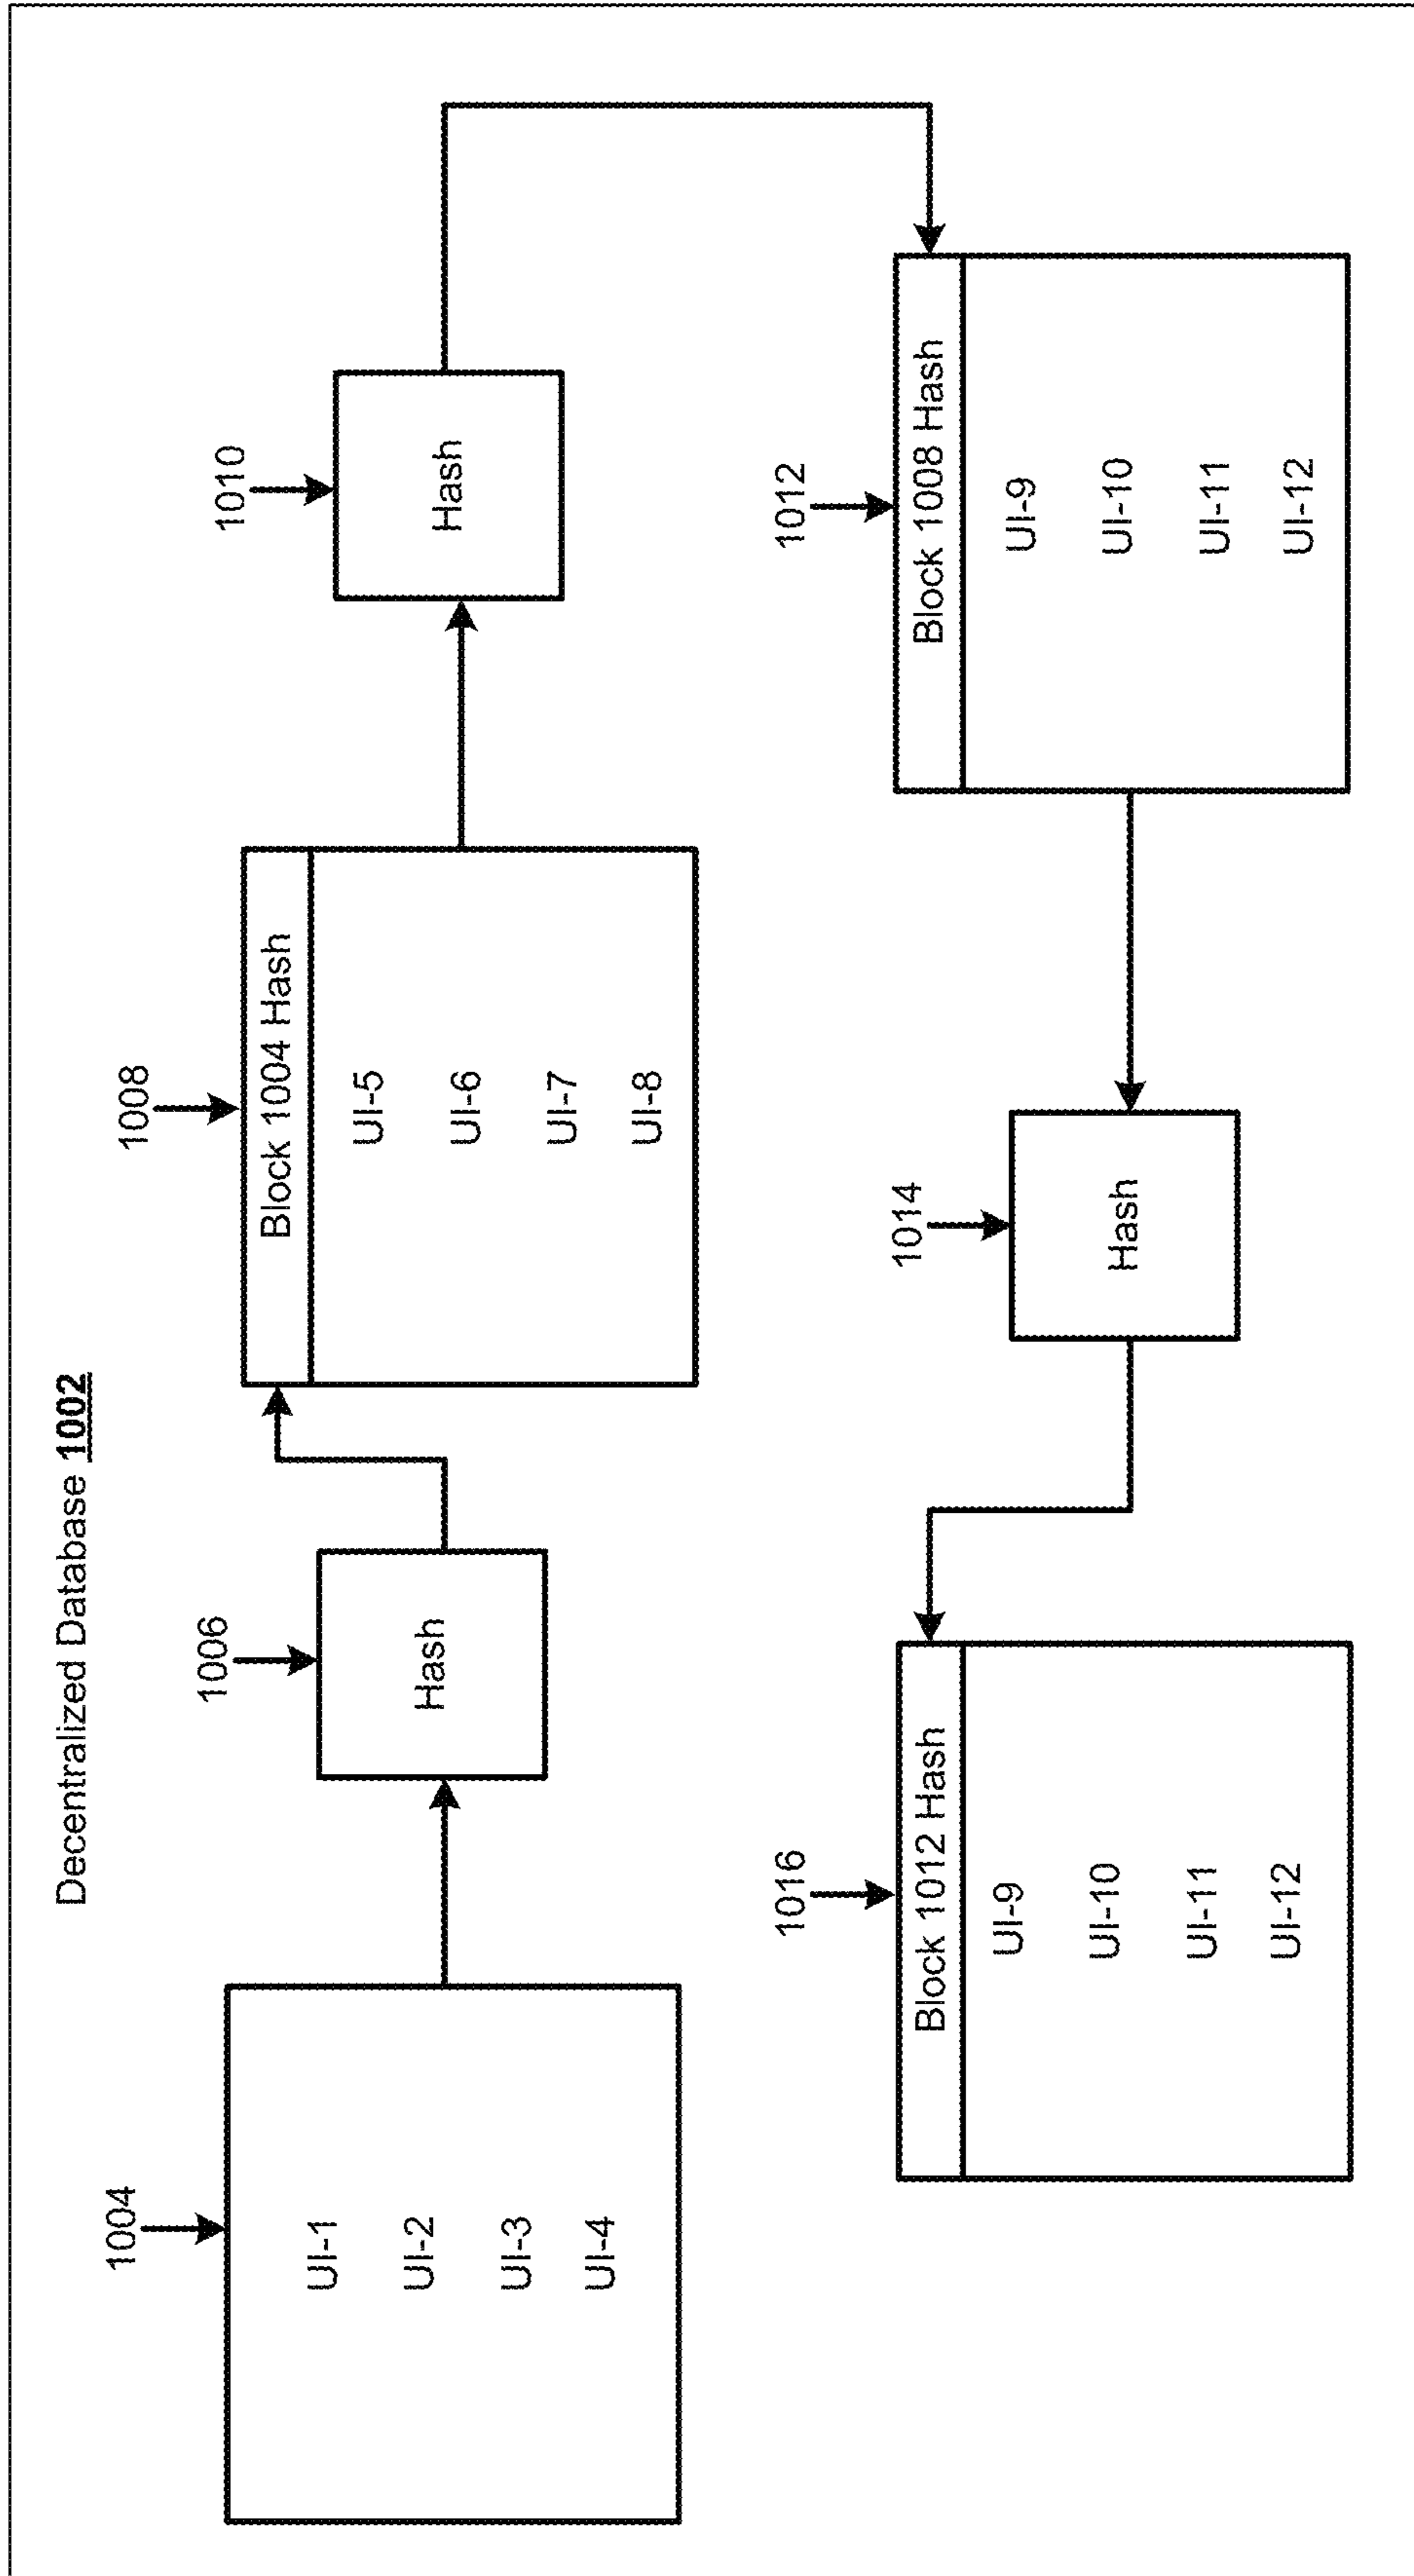 Decentralized Database 1002
1004
UI-1
UI-2
UI-3
UI-4
1006
Hash
1008
Block 1004 Hash
UI-5
UI-6
UI-7
UI-8
1010
Hash
1012
Block 1008 Hash
UI-9
UI-10
UI-11
UI-12
1014
Hash
1016
Block 1012 Hash
UI-9
UI-10
UI-11
UI-12